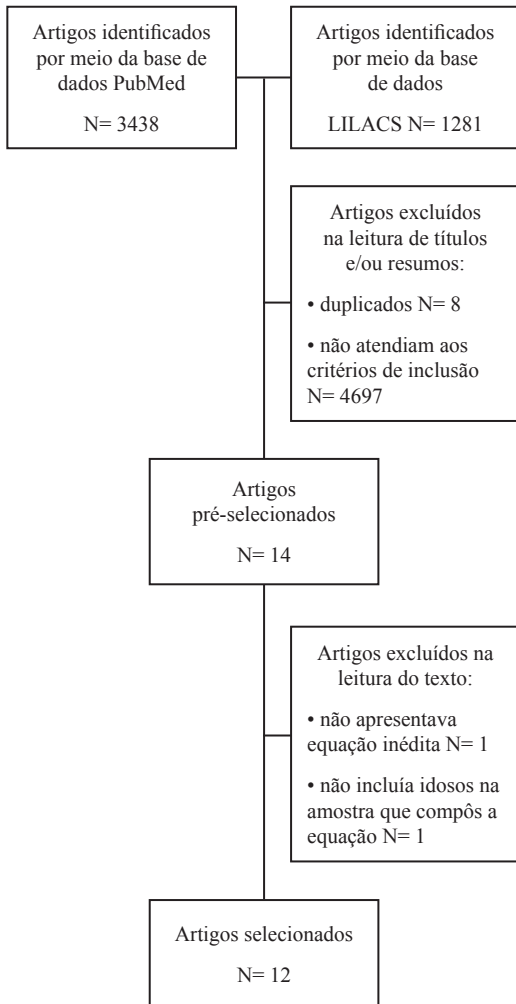 Artigos identificados
por meio da base de
dados PubMed
N= 3438
Artigos identificados
por meio da base
de dados
LILACS N= 1281
Artigos excluídos
na leitura de títulos
e/ou resumos:
• duplicados N= 8
• não atendiam aos
critérios de inclusão
N= 4697
Artigos
pré-selecionados
N= 14
Artigos excluídos na
leitura do texto:
• não apresentava
equação inédita N= 1
• não incluía idosos na
amostra que compôs a
equação N= 1
Artigos selecionados
N= 12